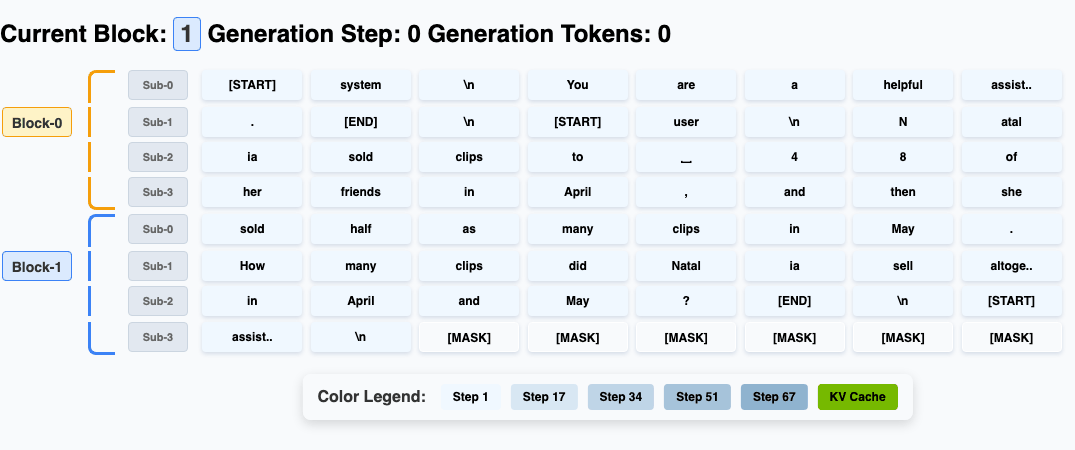 Current Block: 1 Generation Step: 0 Generation Tokens: 0
Sub-0 [START] system \n You are a helpful assist..
Block-0
Sub-1 . [END] \n [START] user \n N atal
Sub-2 ia sold clips to ⎵ 4 8 of
Sub-3 her friends in April , and then she
Sub-0 sold half as many clips in May .
Block-1
Sub-1 How many clips did Natal ia sell altoge..
Sub-2 in April and May ? [END] \n [START]
Sub-3 assist.. \n [MASK] [MASK] [MASK] [MASK] [MASK] [MASK]
Color Legend: Step 1 Step 17 Step 34 Step 51 Step 67 KV Cache